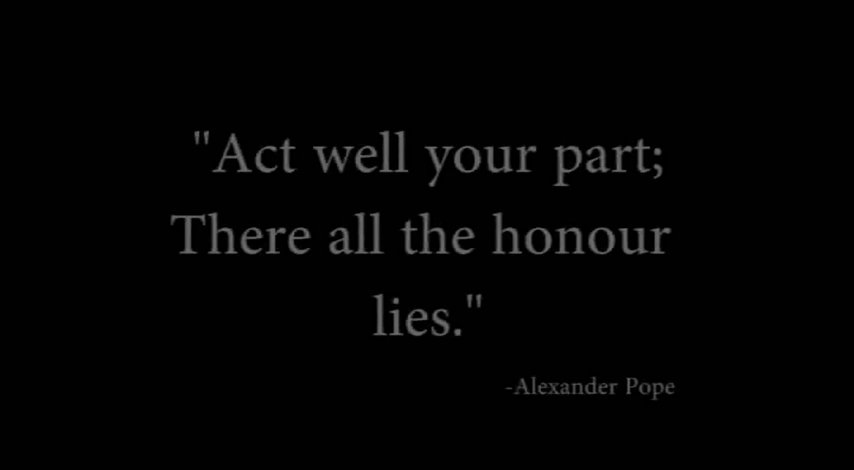 "Act well your part;
There all the honour
lies."
-Alexander Pope